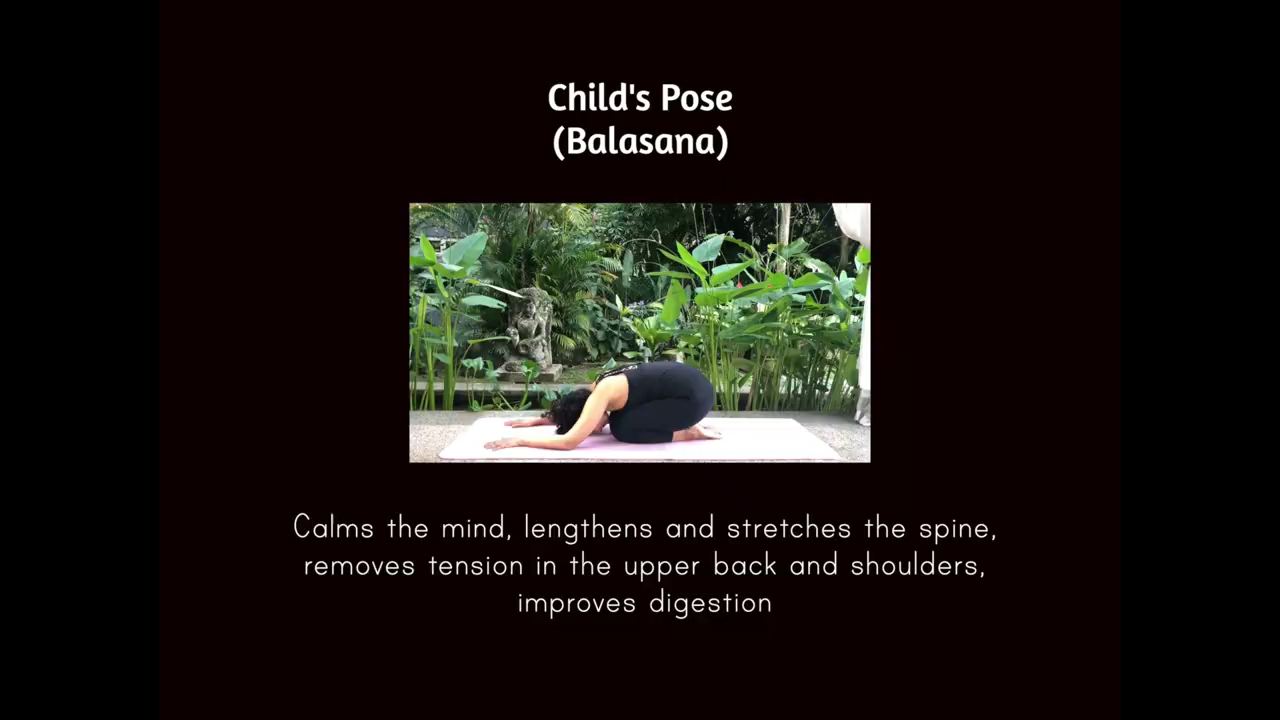 Child's Pose
(Balasana)
Calms the mind, lengthens and stretches the spine,
removes tension in the upper back and shoulders,
improves digestion